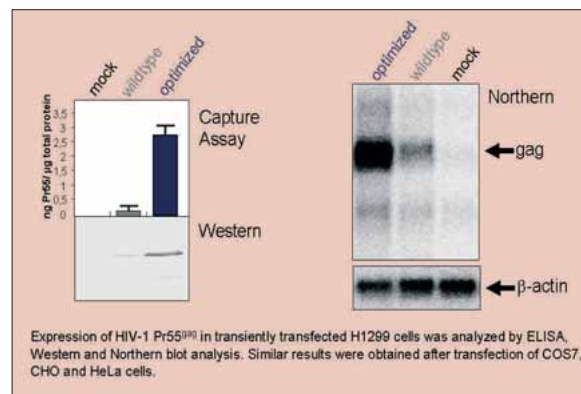 mock
wildtype
optimized
ng Pr55/ µg total protein
3,5
3
2,5
2
1,5
1
0,5
0
Capture
Assay
Western
optimized
wildtype
mock
Northern
gag
β-actin
Expression of HIV-1 Pr55gag in transiently transfected H1299 cells was analyzed by ELISA,
Western and Northern blot analysis. Similar results were obtained after transfection of COS7,
CHO and HeLa cells.